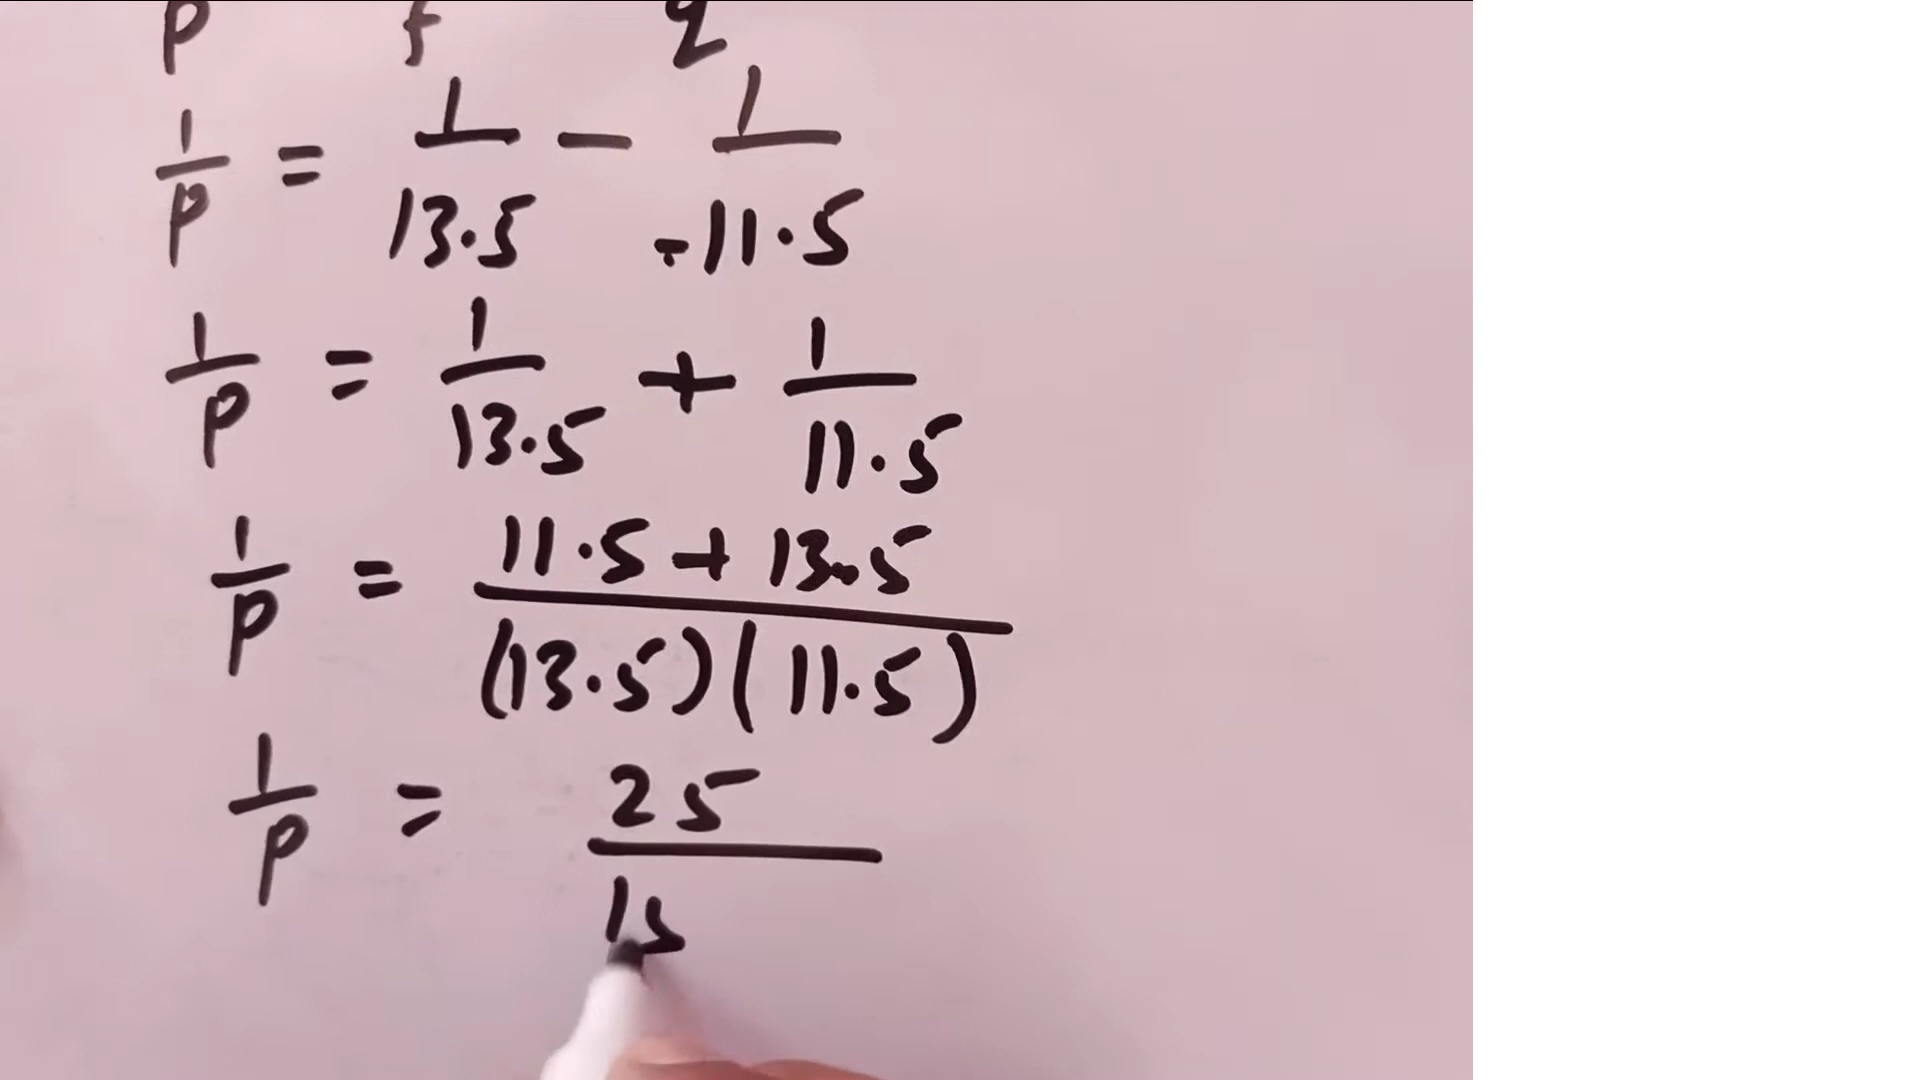 p f q
1/p = 1/13.5 - 1/-11.5
1/p = 1/13.5 + 1/11.5
1/p = 11.5 + 13.5/(13.5)(11.5)
1/p = 25/15